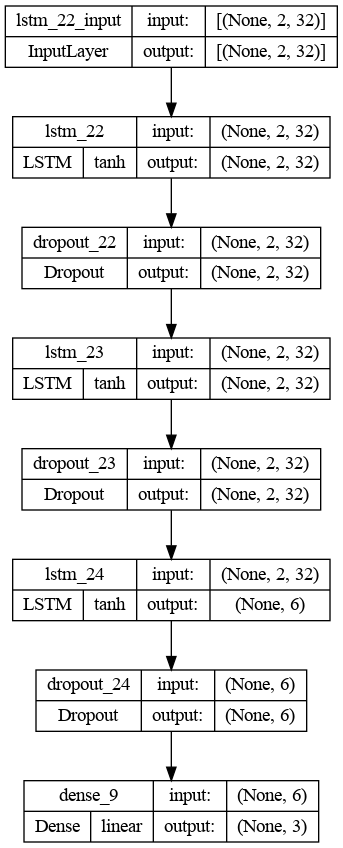 lstm_22_input input: [(None, 2, 32)]
InputLayer output: [(None, 2, 32)]
lstm_22 input: (None, 2, 32)
LSTM tanh output: (None, 2, 32)
dropout_22 input: (None, 2, 32)
Dropout output: (None, 2, 32)
lstm_23 input: (None, 2, 32)
LSTM tanh output: (None, 2, 32)
dropout_23 input: (None, 2, 32)
Dropout output: (None, 2, 32)
lstm_24 input: (None, 2, 32)
LSTM tanh output: (None, 6)
dropout_24 input: (None, 6)
Dropout output: (None, 6)
dense_9 input: (None, 6)
Dense linear output: (None, 3)